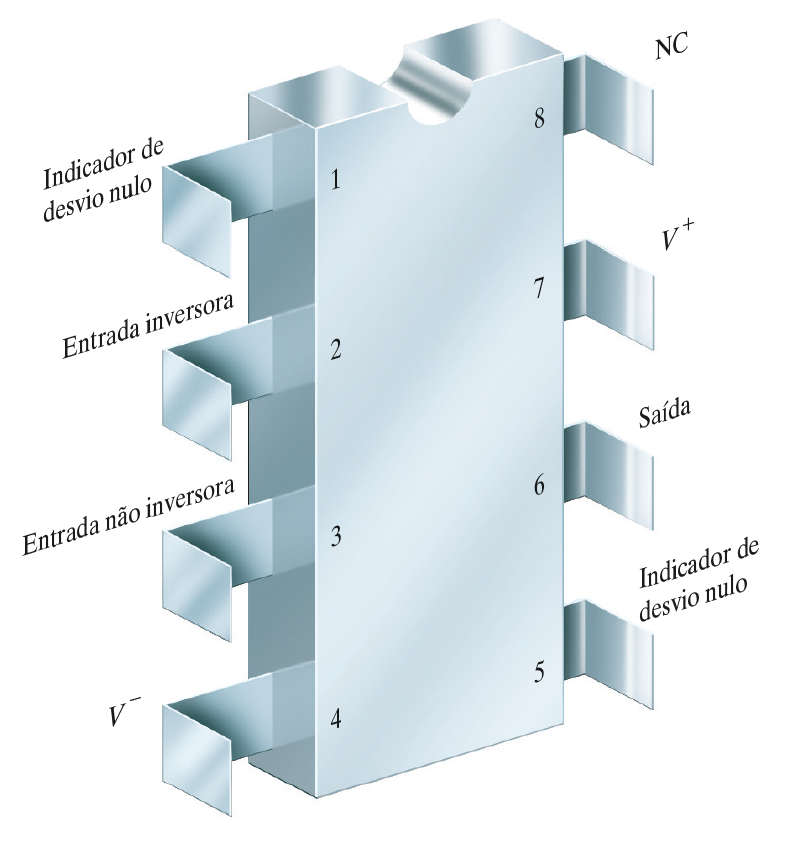 NC
8
Indicador de
desvio nulo
1
V+
7
Entrada inversora
2
Saída
6
Entrada não inversora
3
Indicador de
desvio nulo
5
V−
4